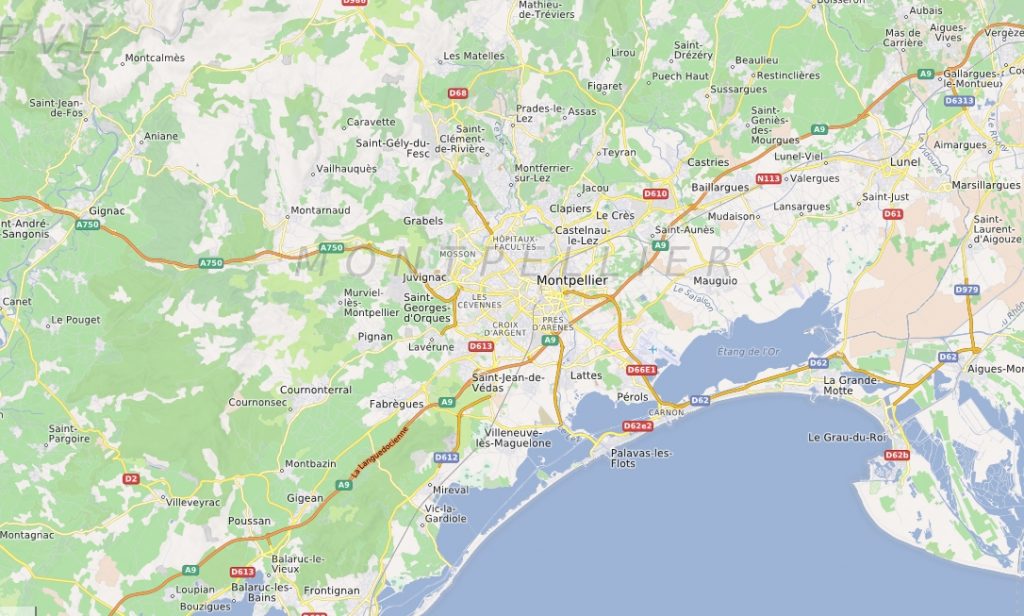 D986
Mathieu-
de-Tréviers
Boisseron
Aubais
Aigues-
Vives
Mas de
Carrière
Vergèze
EVE
Montcalmès
Les Matelles
Lirou
Saint-
Drézéry
Beaulieu
Restinclières
A9
Gallargues-
le-Montueux
Puech Haut
Figaret
Sussargues
D68
D6313
Saint-Jean-
de-Fos
Prades-le-
Lez
Assas
Saint-
Geniès-
des-
Mourgues
Caravette
Saint-
Clément-
de-Rivière
A9
Le Vidourle
Aniane
Saint-Gély-du-
Fesc
Teyran
Aimargues
Castries
Lunel-Viel
Lunel
Vailhauquès
Montferrier-
sur-Lez
N113
Valergues
Jacou
D610
Baillargues
Marsillargues
Saint-Just
Gignac
Montarnaud
Clapiers
Le Crès
Lansargues
D61
Mudaison
nt-André-
-Sangonis
A750
Grabels
Castelnau-
le-Lez
Saint-Aunès
Saint-
Laurent-
d'Aigouze
HÔPITAUX-
FACULTES
A750
MOSSON
A9
A750
MONTPELLIER
Juvignac
Montpellier
Mauguio
Le Salaison
D979
Canet
Murviel-
lès-
Montpellier
Saint-
Georges-
d'Orques
LES
CÉVENNES
Le Pouget
PRES
D'ARENES
CROIX
D'ARGENT
Pignan
A9
Lavérune
D613
Étang de l'Or
D62
D62
D66E1
Aigues-Mor
Saint-Jean-de-
Védas
Lattes
La Grande-
Motte
Cournonterral
Pérols
Cournonsec
Fabrègues
A9
D62
CARNON
Saint-
Pargoire
D62e2
Villeneuve-
lès-Maguelone
Le Grau-du-Roi
La Languedocienne
Palavas-les-
Flots
D612
D62b
Montbazin
D2
A9
Mireval
Villeveyrac
Gigean
Vic-la-
Gardiole
Poussan
Montagnac
Balaruc-le-
Vieux
A9
D613
Loupian
Balaruc-les-
Bains
Frontignan
Bouzigues